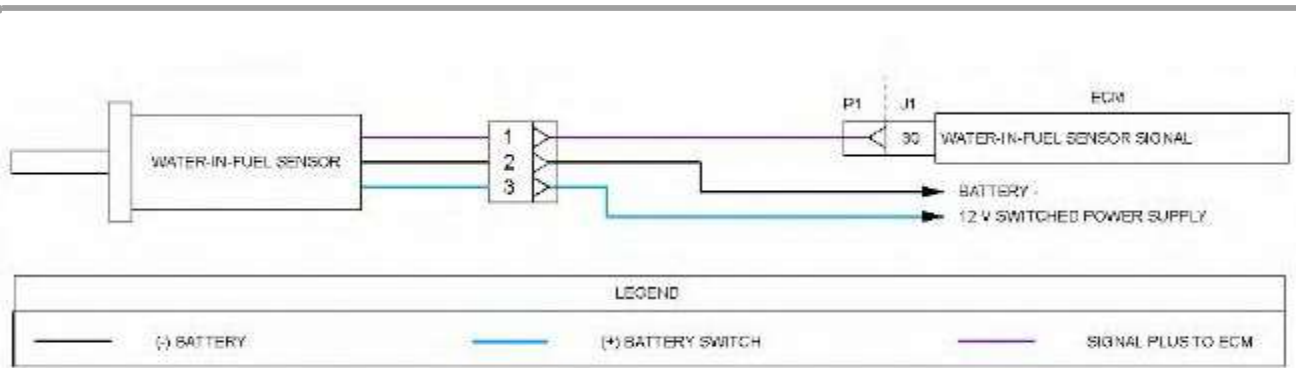 ECM
P1 J1
1
WATER-IN-FUEL SENSOR
2
3
30 WATER-IN-FUEL SENSOR SIGNAL
BATTERY -
12 V SWITCHED POWER SUPPLY
LEGEND
(-) BATTERY
(+) BATTERY SWITCH
SIGNAL PLUS TO ECM